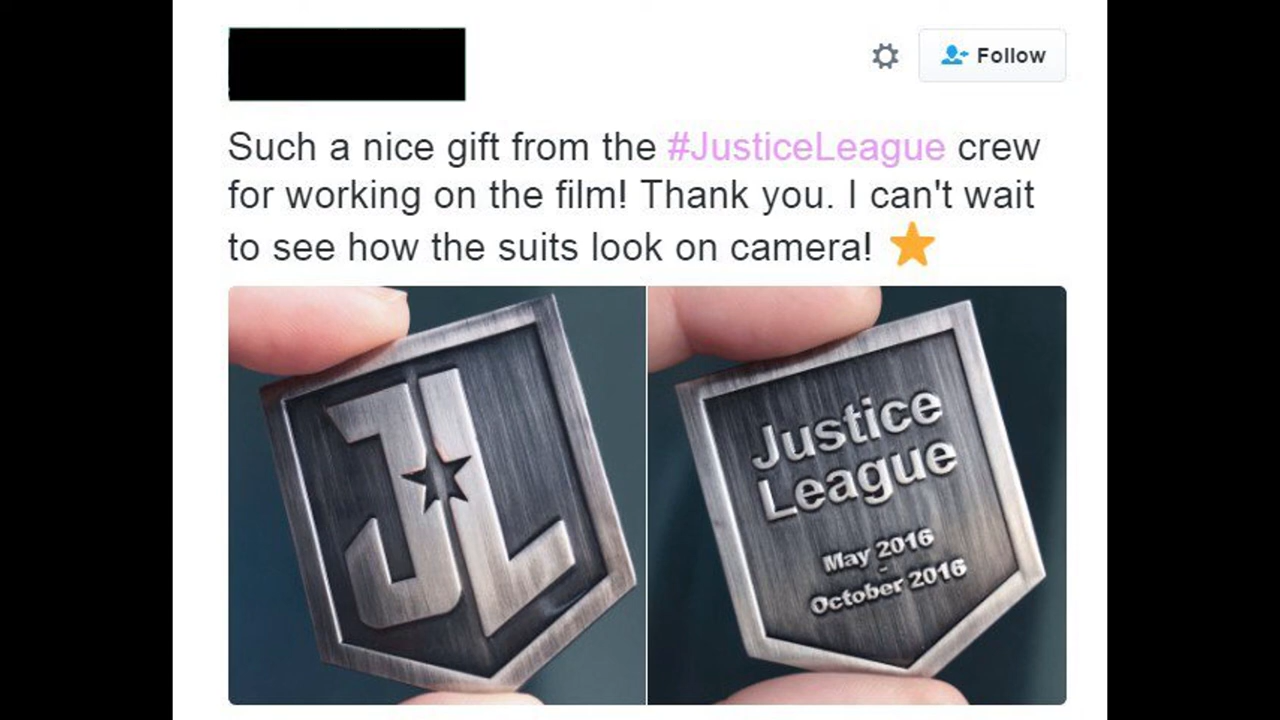 Follow
Such a nice gift from the #JusticeLeague crew
for working on the film! Thank you. I can't wait
to see how the suits look on camera!
JL
Justice
League
May 2016
-
October 2016